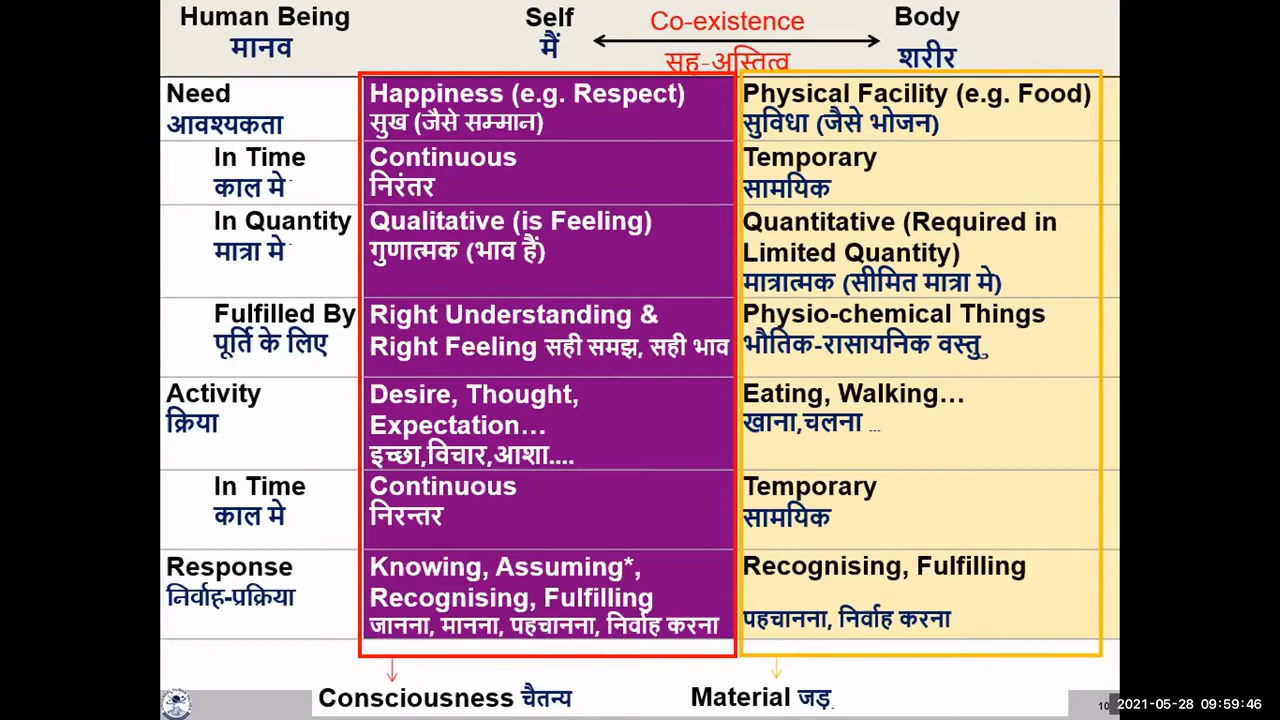 Human Being Self Co-existence Body
मानव मैं सह-अस्तित्व शरीर
Need Happiness (e.g. Respect) Physical Facility (e.g. Food)
आवश्यकता सुख (जैसे सम्मान) सुविधा (जैसे भोजन)
In Time Continuous Temporary
काल मे निरंतर सामयिक
In Quantity Qualitative (is Feeling) Quantitative (Required in
मात्रा मे गुणात्मक (भाव हैं) Limited Quantity)
मात्रात्मक (सीमित मात्रा मे)
Fulfilled By Right Understanding & Physio-chemical Things
पूर्ति के लिए Right Feeling सही समझ, सही भाव भौतिक-रासायनिक वस्तु
Activity Desire, Thought, Eating, Walking…
क्रिया Expectation… खाना,चलना ...
इच्छा,विचार,आशा....
In Time Continuous Temporary
काल मे निरन्तर सामयिक
Response Knowing, Assuming*, Recognising, Fulfilling
निर्वाह-प्रक्रिया Recognising, Fulfilling
जानना, मानना, पहचानना, निर्वाह करना पहचानना, निर्वाह करना
Consciousness चैतन्य Material जड़
10 2021-05-28 09:59:46